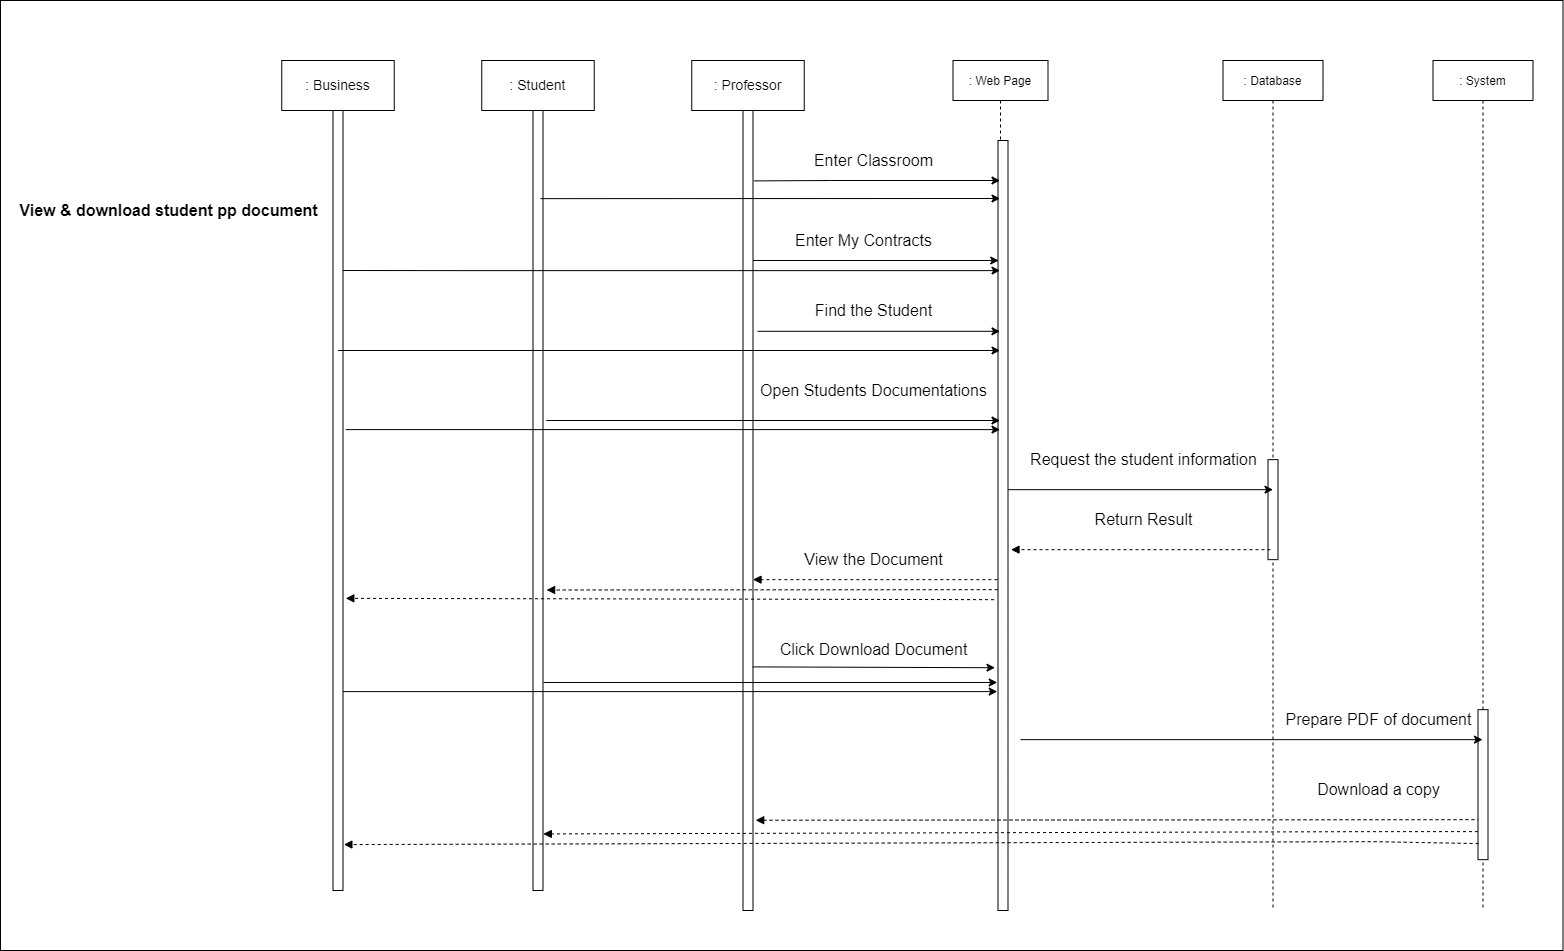 : Business
: Student
: Professor
: Web Page
: Database
: System
Enter Classroom
View & download student pp document
Enter My Contracts
Find the Student
Open Students Documentations
Request the student information
Return Result
View the Document
Click Download Document
Prepare PDF of document
Download a copy